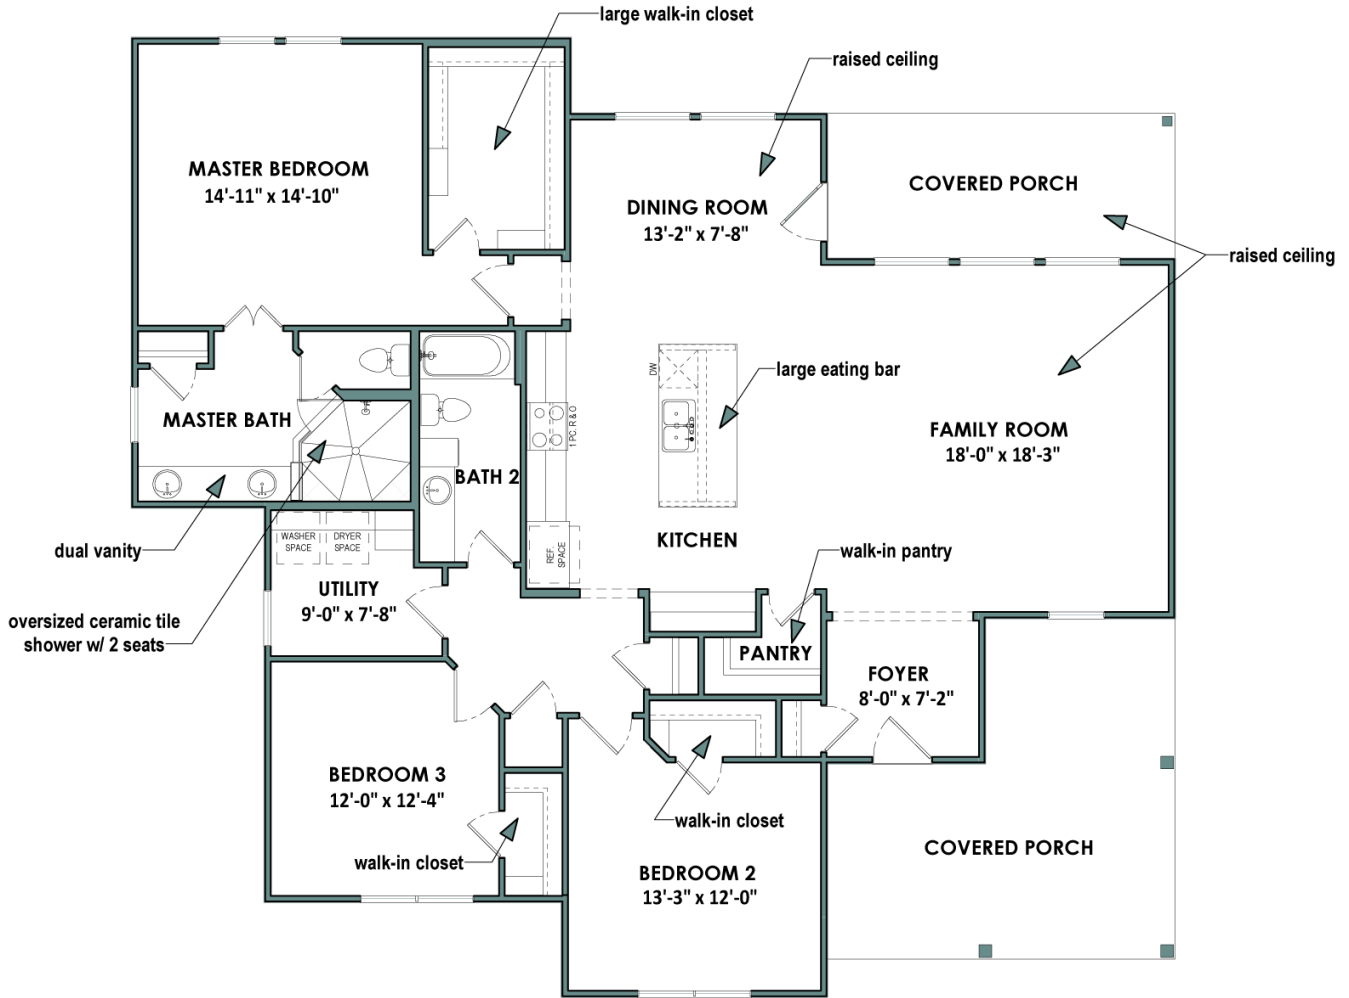 large walk-in closet
raised ceiling
MASTER BEDROOM
14'-11" x 14'-10"
COVERED PORCH
DINING ROOM
13'-2" x 7'-8"
raised ceiling
DW
large eating bar
1 PC. R & O
MASTER BATH
FAMILY ROOM
18'-0" x 18'-3"
BATH 2
WASHER
SPACE
DRYER
SPACE
REF.
SPACE
KITCHEN
dual vanity
walk-in pantry
UTILITY
9'-0" x 7'-8"
oversized ceramic tile
shower w/ 2 seats
PANTRY
FOYER
8'-0" x 7'-2"
BEDROOM 3
12'-0" x 12'-4"
walk-in closet
COVERED PORCH
walk-in closet
BEDROOM 2
13'-3" x 12'-0"